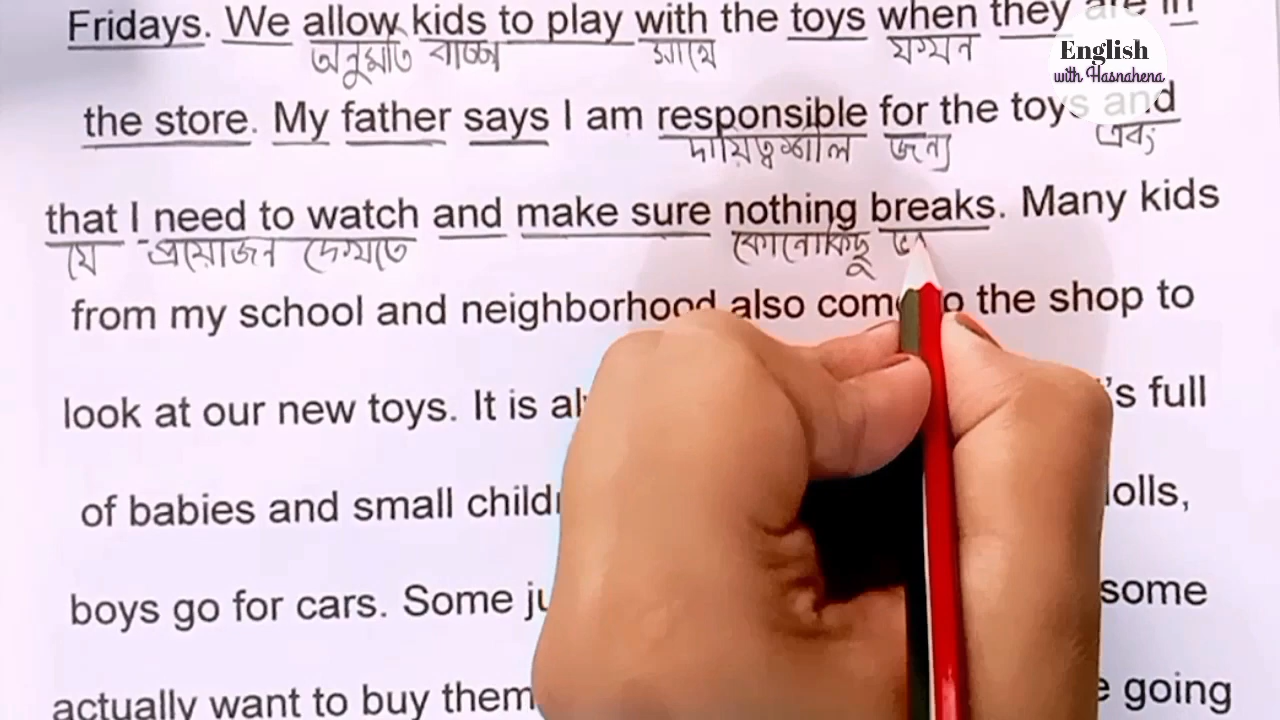 Fridays. We allow kids to play with the toys when they are in
অনুমতি বাচ্চা সাথে যখন
English
with Hasnahena
the store. My father says I am responsible for the toys and
দায়িত্বশীল জন্য এবং
that I need to watch and make sure nothing breaks. Many kids
যে প্রয়োজন দেখতে কোনোকিছু
from my school and neighborhood also come to the shop to
look at our new toys. It is full
of babies and small
boys go for cars. Some some
actually want to buy them going